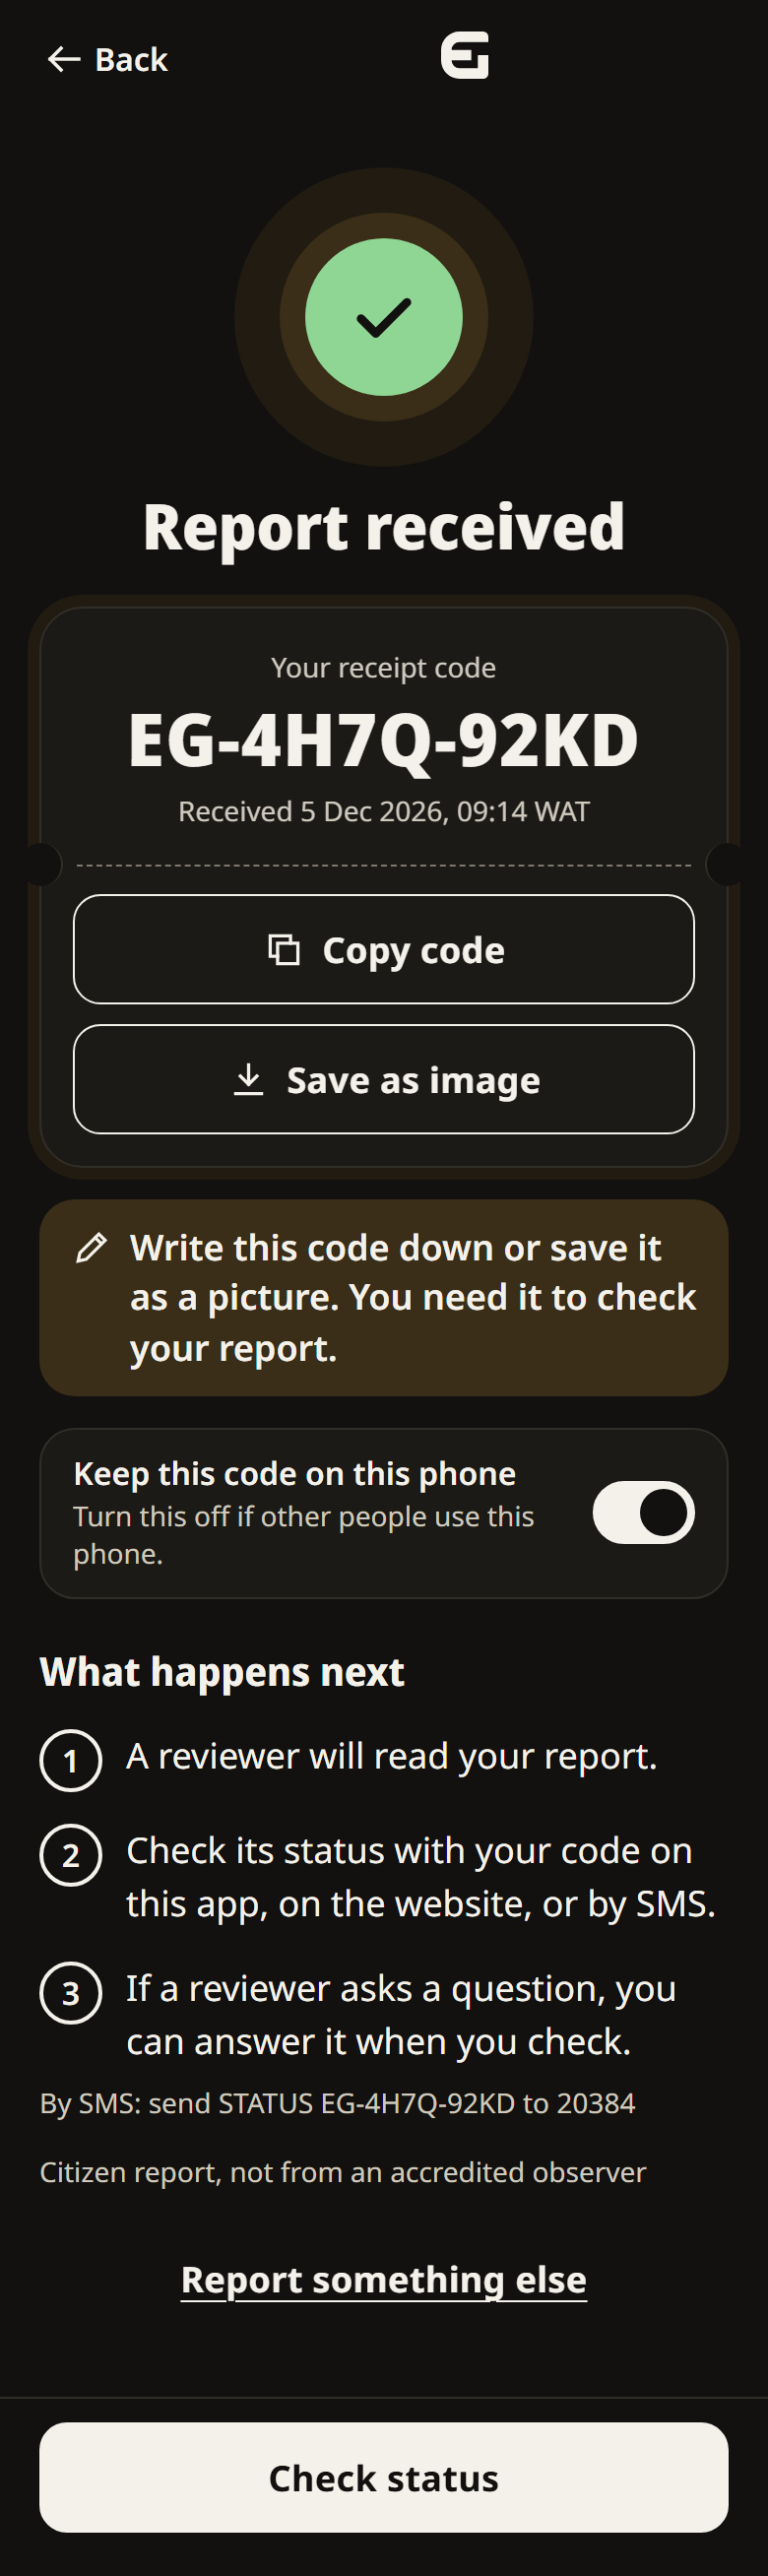 Back
Report received
Your receipt code
EG-4H7Q-92KD
Received 5 Dec 2026, 09:14 WAT
Copy code
Save as image
Write this code down or save it
as a picture. You need it to check
your report.
Keep this code on this phone
Turn this off if other people use this
phone.
What happens next
1 A reviewer will read your report.
2 Check its status with your code on
this app, on the website, or by SMS.
3 If a reviewer asks a question, you
can answer it when you check.
By SMS: send STATUS EG-4H7Q-92KD to 20384
Citizen report, not from an accredited observer
Report something else
Check status